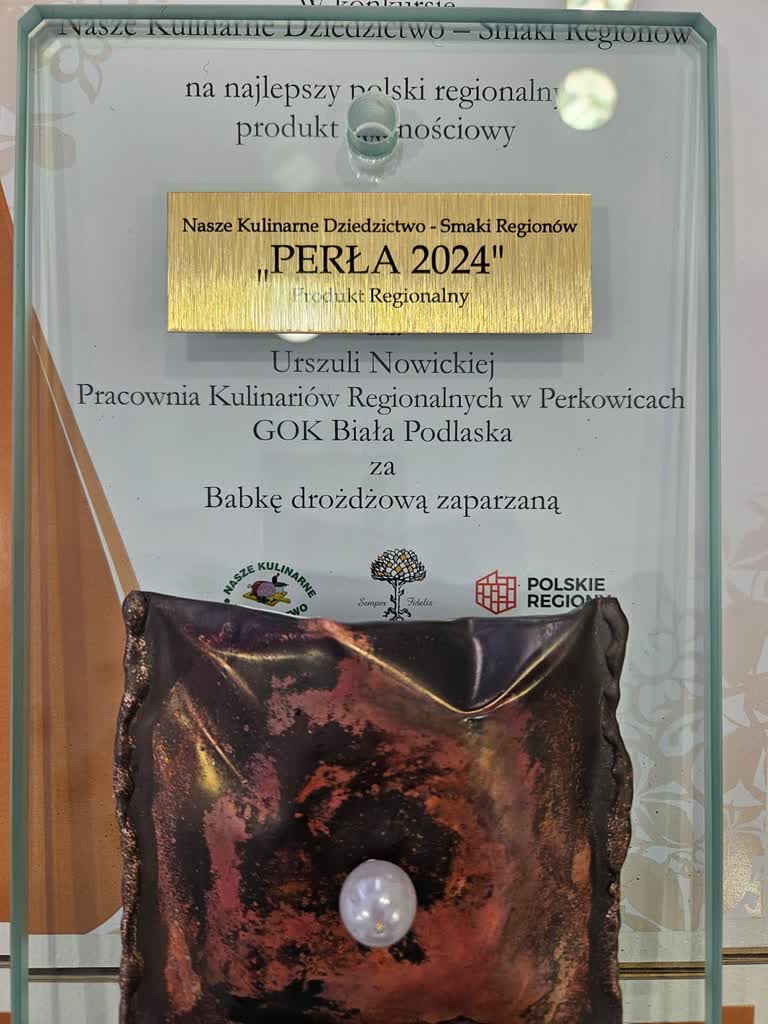 W konkursie
Nasze Kulinarne Dziedzictwo – Smaki Regionów
na najlepszy polski regionalny
produkt żywnościowy
Nasze Kulinarne Dziedzictwo - Smaki Regionów
„PERŁA 2024"
Produkt Regionalny
Urszuli Nowickiej
Pracownia Kulinariów Regionalnych w Perkowicach
GOK Biała Podlaska
za
Babkę drożdżową zaparzaną
NASZE KULINARNE
Semper Fidelis
POLSKIE
REGIONY